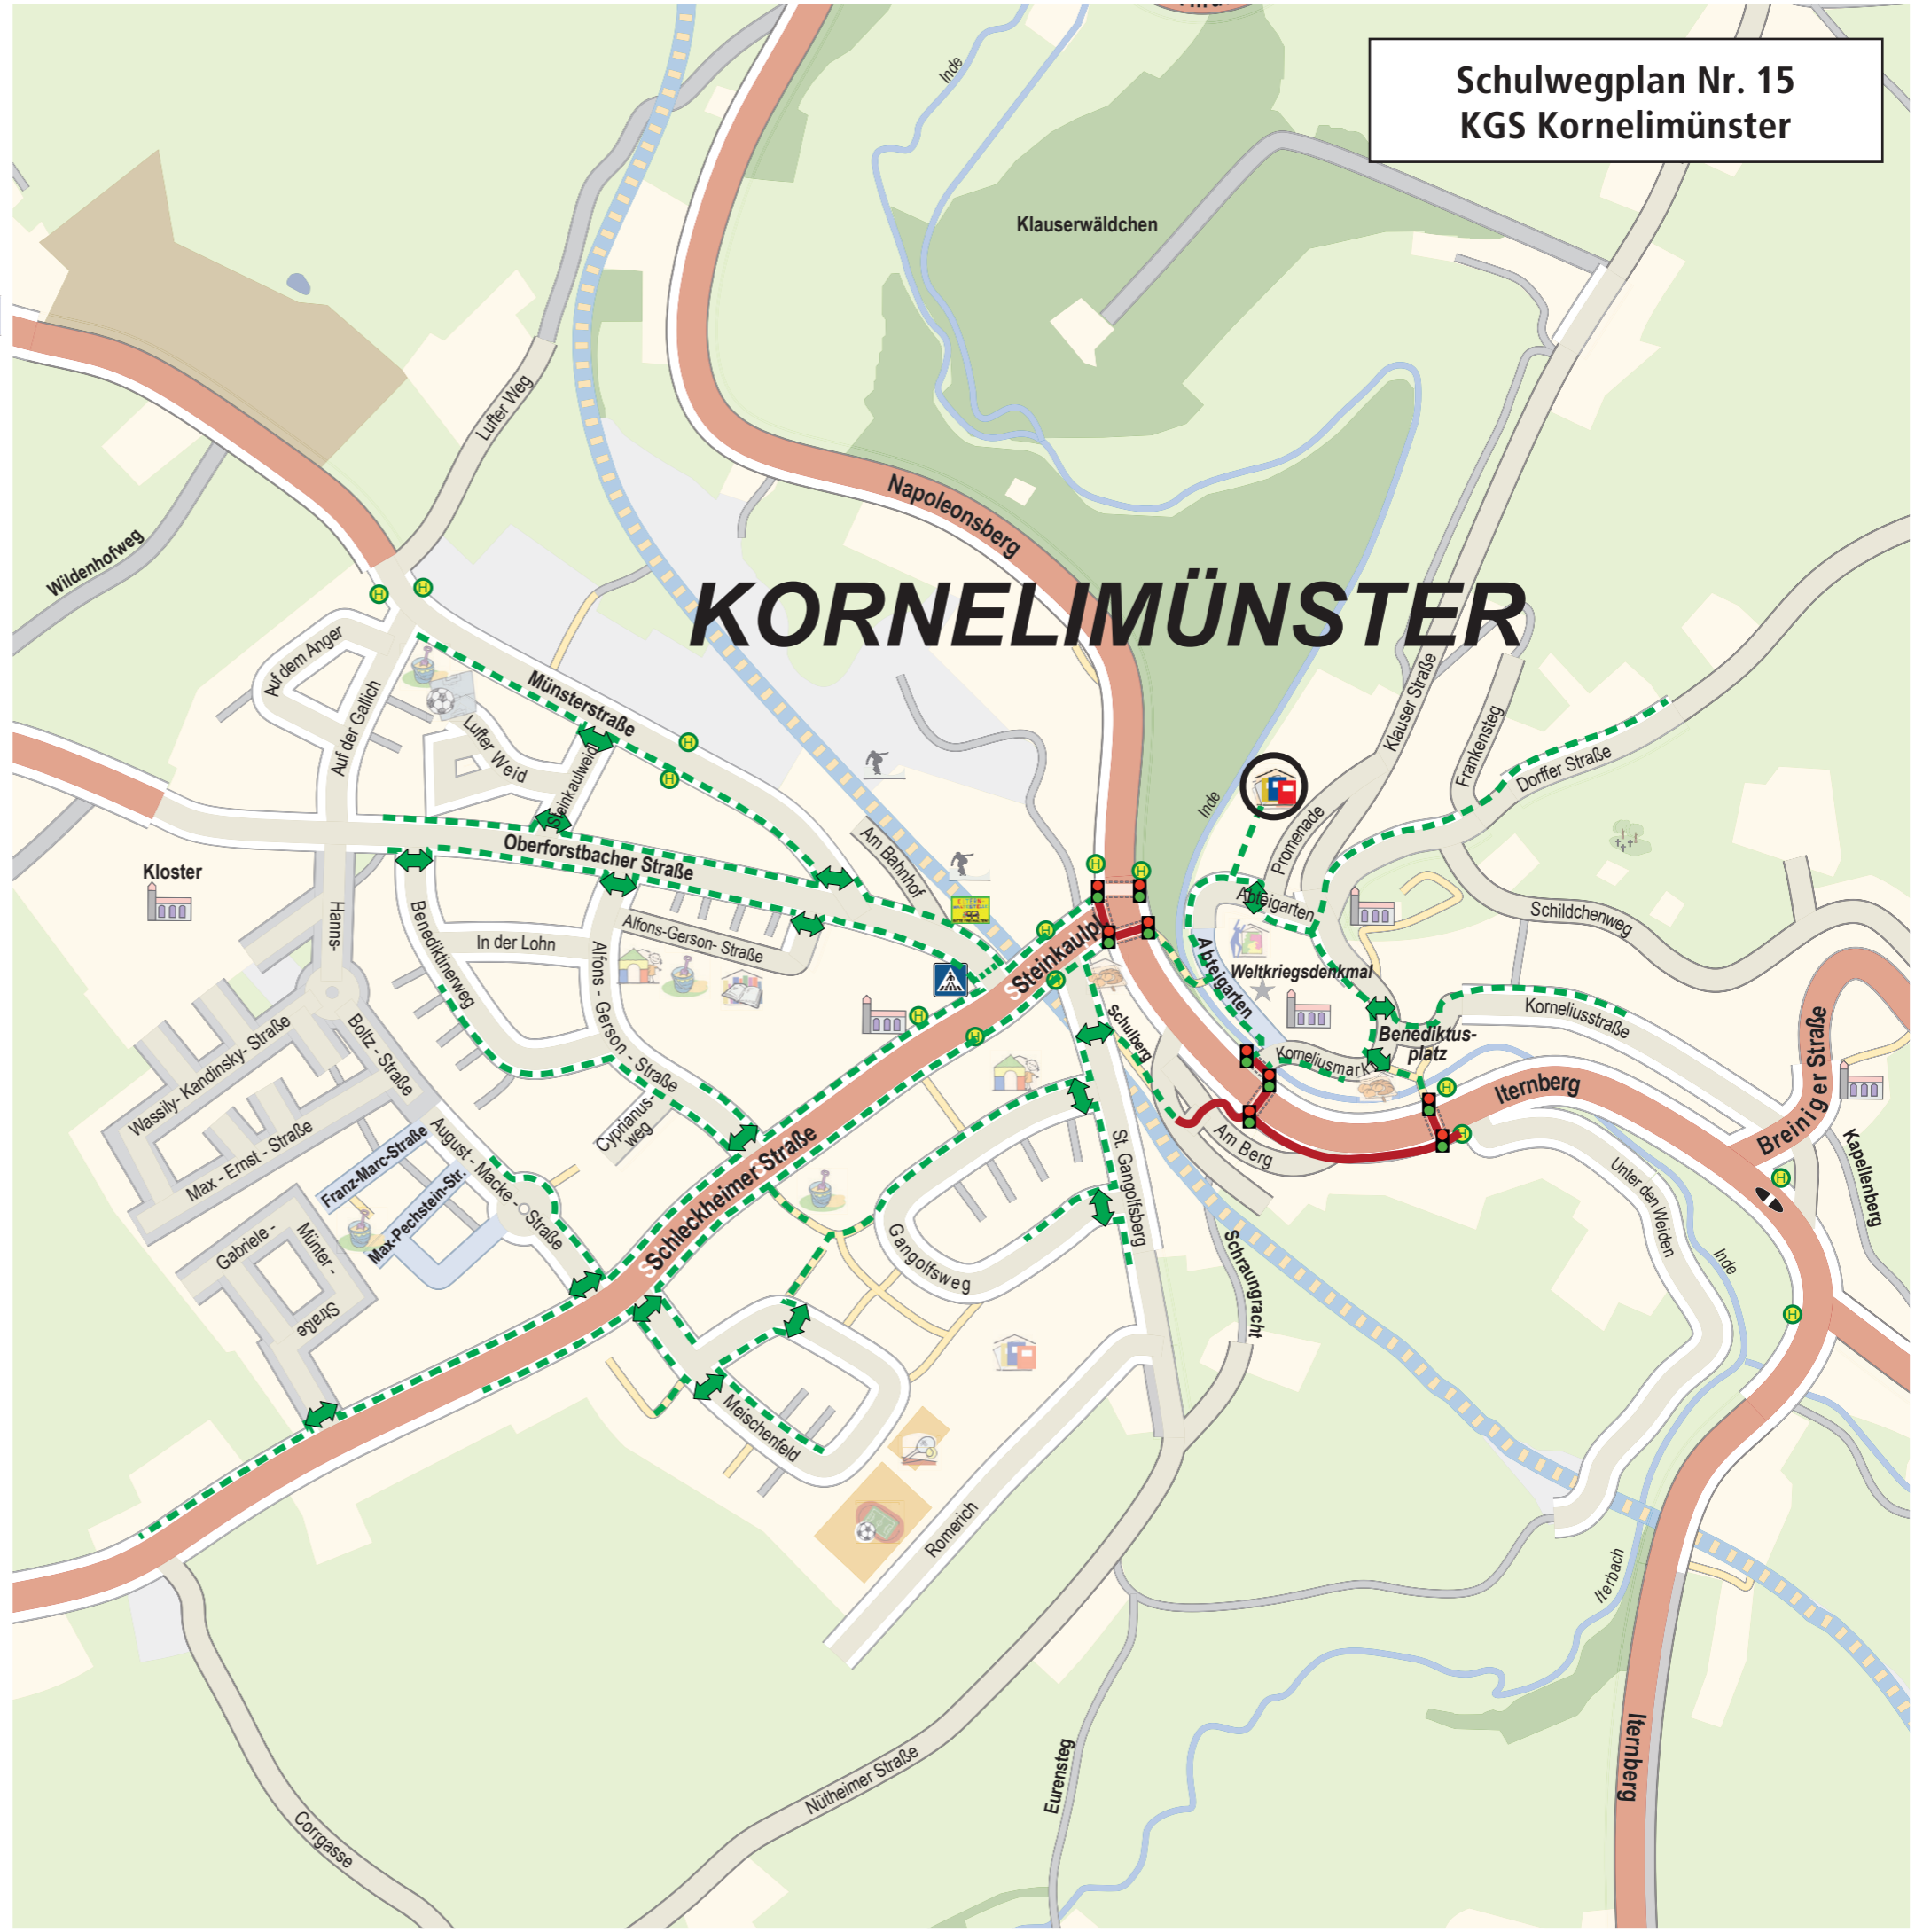 Schulwegplan Nr. 15
KGS Kornelimünster
Inde
Klauserwäldchen
Lufter Weg
Napoleonsberg
Wildenhofweg
KORNELIMÜNSTER
Auf dem Anger
Auf der Gallich
Münsterstraße
Lufter Weid
Steinkaulweid
Klauser Straße
Frankensteg
Dorffer Straße
Inde
Promenade
Am Bahnhof
Oberforstbacher Straße
Kloster
Abteigarten
Schildchenweg
Hanns-
Benediktinerweg
In der Lohn
Alfons-Gerson- Straße
Alfons - Gerson - Straße
Abteigarten
Weltkriegsdenkmal
Korneliusstraße
Schulberg
Benediktus-
platz
Korneliusmarkt
Boltz - Straße
Wassily- Kandinsky- Straße
Max - Ernst - Straße
Iternberg
Breiniger Straße
Cyprianus-
weg
Am Berg
August - Macke - Straße
Franz-Marc-Straße
Max-Pechstein-Str.
Schleckheimer Straße
St. Gangolfsberg
Unter den Weiden
Kapellenberg
Gabriele -
Münter -
Straße
Gangolfsweg
Schraungracht
Inde
Meischenfeld
Romerich
Iterbach
Nütheimer Straße
Eurensteg
Iternberg
Corrgasse
H
H
H
H
H
H
H
H
H
H
H
H
H
H